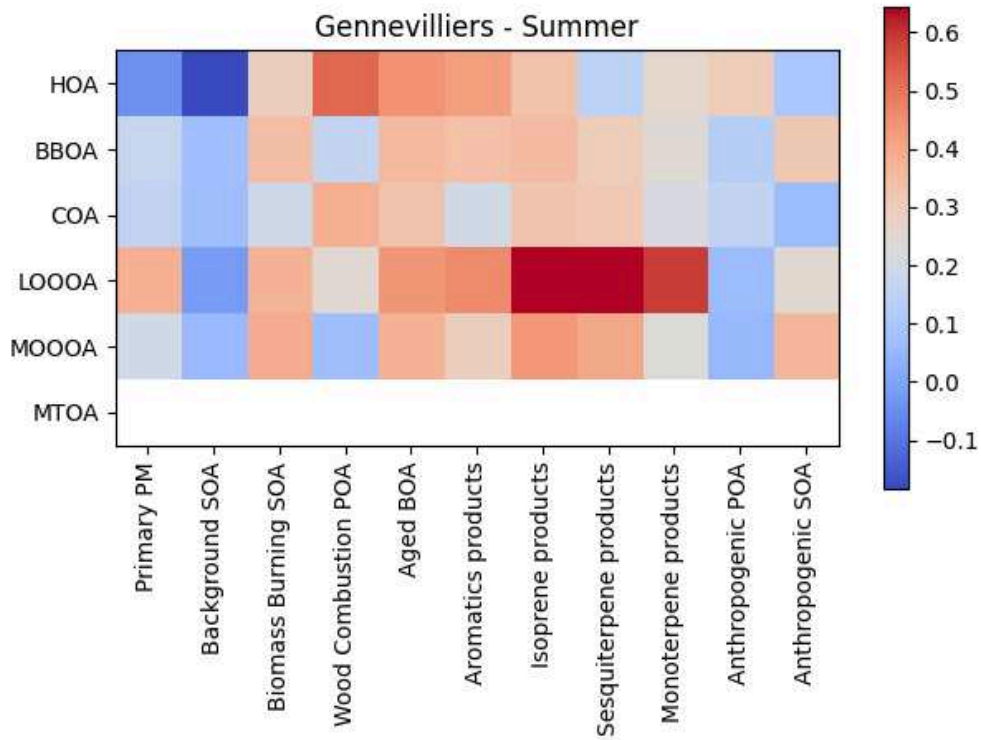 Gennevilliers - Summer
HOA
BBOA
COA
LOOOA
MOOOA
MTOA
Primary PM
Background SOA
Biomass Burning SOA
Wood Combustion POA
Aged BOA
Aromatics products
Isoprene products
Sesquiterpene products
Monoterpene products
Anthropogenic POA
Anthropogenic SOA
0.6
0.5
0.4
0.3
0.2
0.1
0.0
−0.1